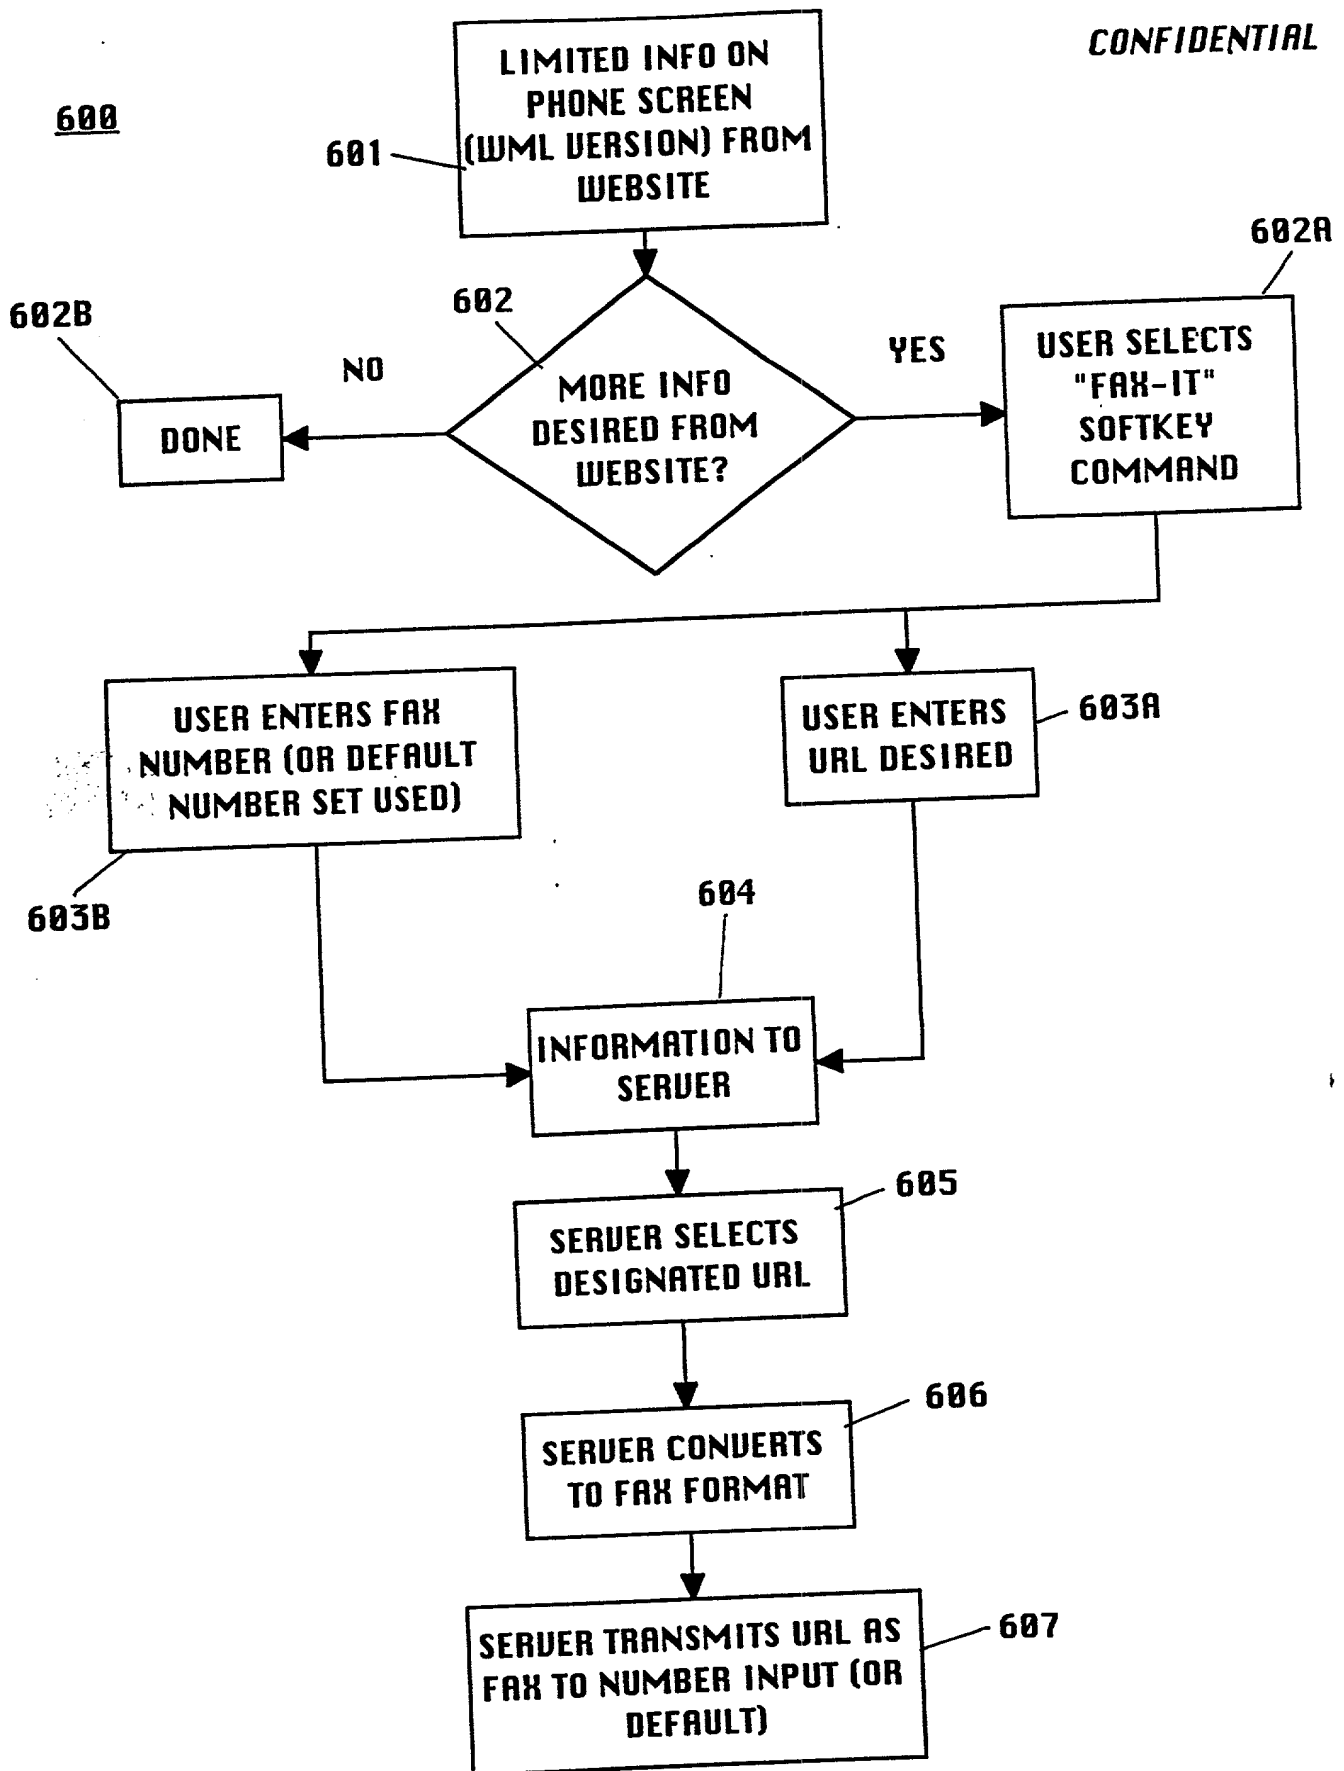 CONFIDENTIAL
600
LIMITED INFO ON
PHONE SCREEN
(WML VERSION) FROM
WEBSITE
601
602A
602B
602
NO
YES
DONE
MORE INFO
DESIRED FROM
WEBSITE?
USER SELECTS
"FAX-IT"
SOFTKEY
COMMAND
USER ENTERS FAX
NUMBER (OR DEFAULT
NUMBER SET USED)
603B
USER ENTERS
URL DESIRED
603A
604
INFORMATION TO
SERVER
605
SERVER SELECTS
DESIGNATED URL
606
SERVER CONVERTS
TO FAX FORMAT
607
SERVER TRANSMITS URL AS
FAX TO NUMBER INPUT (OR
DEFAULT)